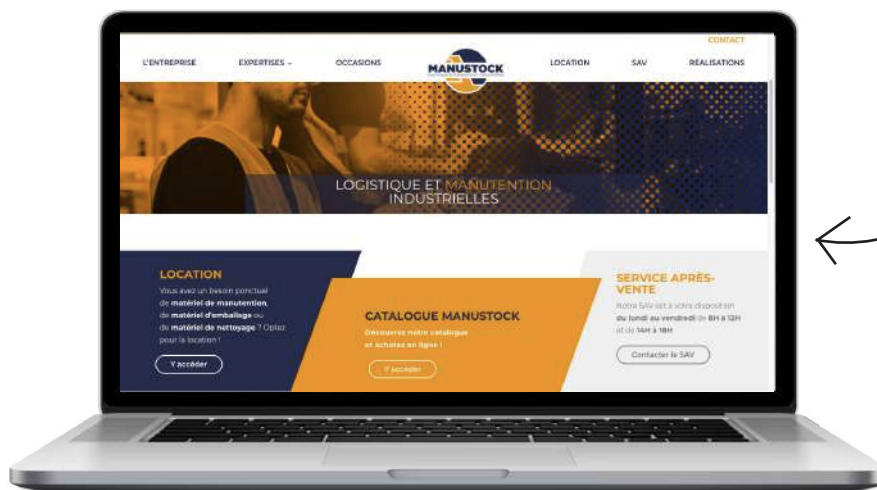 CONTACT
L'ENTREPRISE
EXPERTISES
OCCASIONS
MANUSTOCK
LOCATION
SAV
RÉALISATIONS
LOGISTIQUE ET MANUTENTION
INDUSTRIELLES
LOCATION
Vous avez un besoin ponctuel
de matériel de manutention,
de matériel d'emballage ou
de matériel de nettoyage ? Optez
pour la location !
Y accéder
CATALOGUE MANUSTOCK
Découvrez notre catalogue
et achetez en ligne !
Y accéder
SERVICE APRÈS-
VENTE
Notre SAV est à votre disposition
du lundi au vendredi de 8H à 12H
et de 14H à 18H
Contacter le SAV